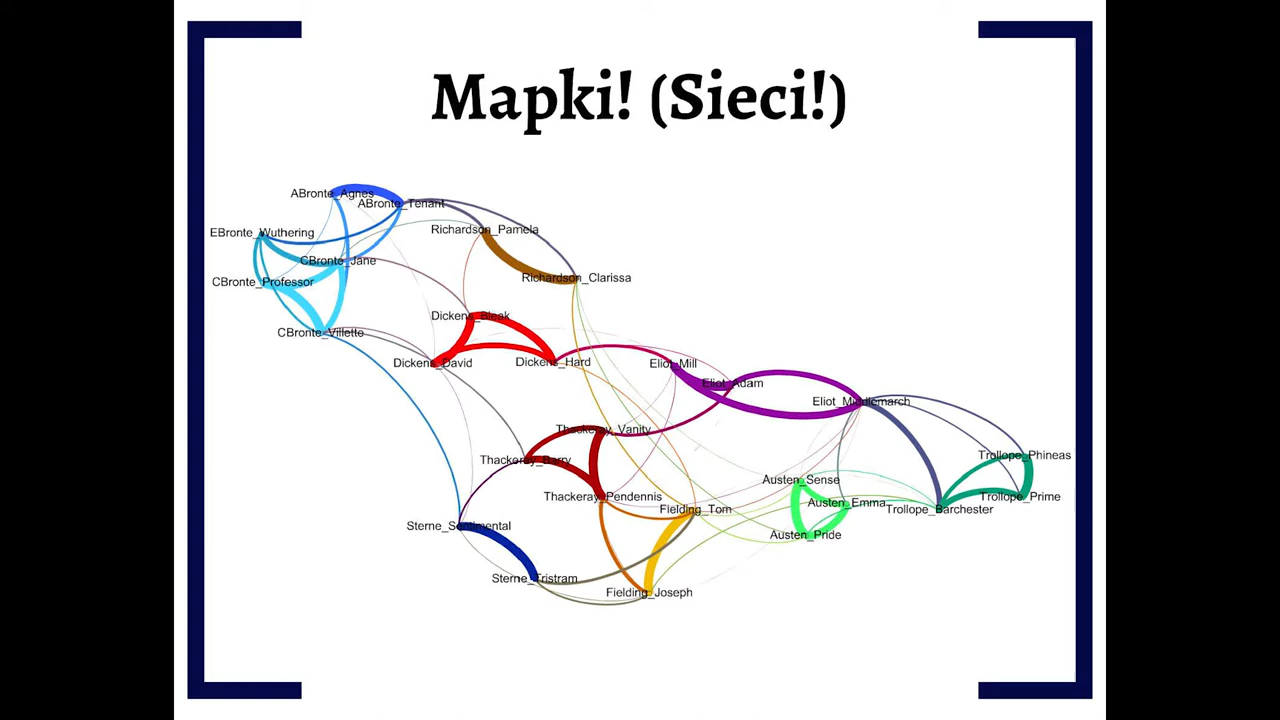 Mapki! (Sieci!)
ABronte_Agnes
ABronte_Tenant
EBronte_Wuthering
Richardson_Pamela
CBronte_Jane
CBronte_Professor
Richardson_Clarissa
Dickens_Bleak
CBronte_Villette
Dickens_David
Dickens_Hard
Eliot_Mill
Eliot_Adam
Eliot_Middlemarch
Thackeray_Vanity
Thackeray_Barry
Trollope_Phineas
Austen_Sense
Thackeray_Pendennis
Trollope_Prime
Austen_Emma
Fielding_Tom
Trollope_Barchester
Sterne_Sentimental
Austen_Pride
Sterne_Tristram
Fielding_Joseph